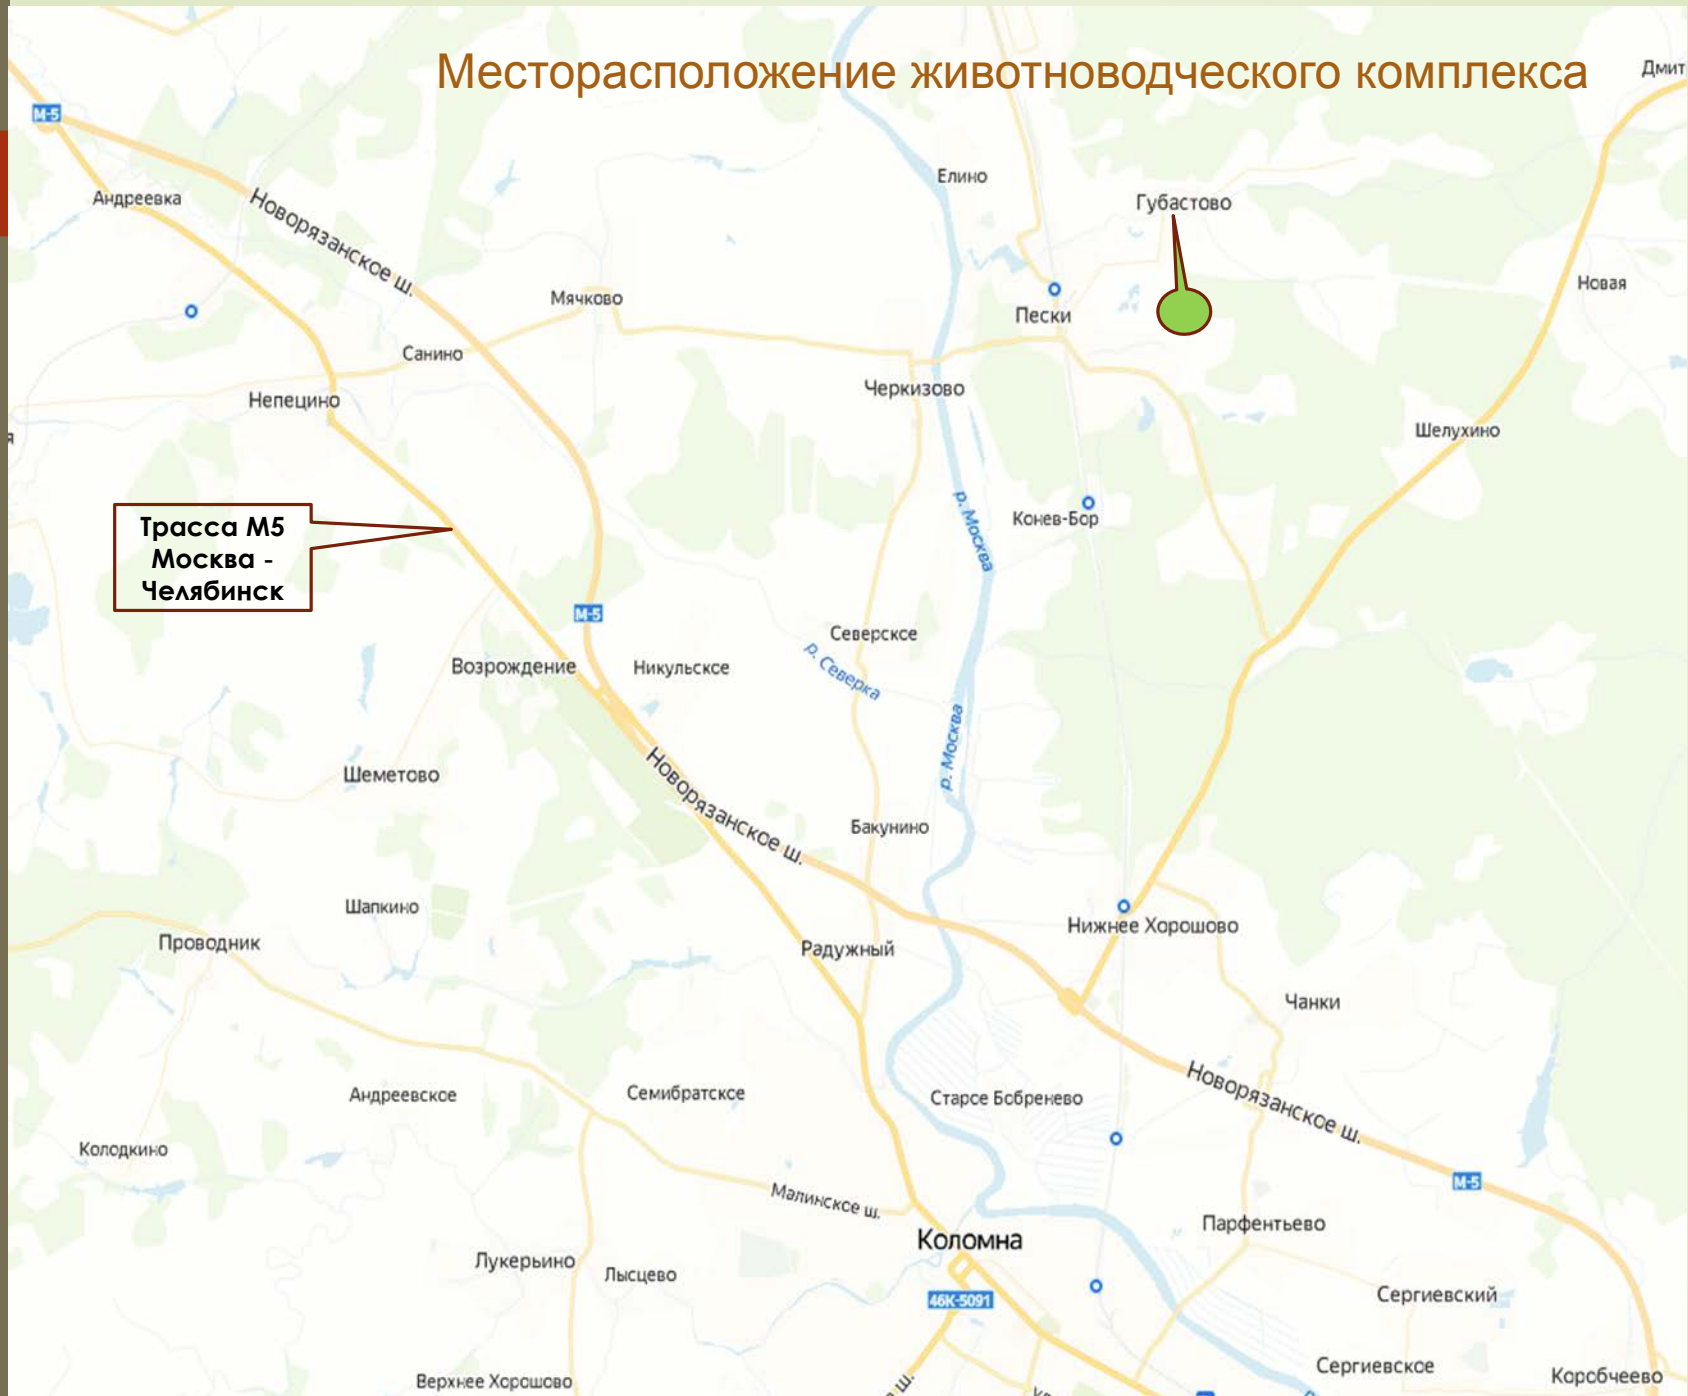 Месторасположение животноводческого комплекса
Дмит
М-5
Елино
Андреевка
Губастово
Новорязанское ш.
Новая
Мячково
Пески
Санино
Черкизово
Непецино
я
Шелухино
р. Москва
Конев-Бор
Трасса М5
Москва -
Челябинск
М-5
Северское
р. Северка
Возрождение
Никульское
р. Москва
Новорязанское ш.
Шеметово
Бакунино
Шапкино
Нижнее Хорошово
Проводник
Радужный
Чанки
Новорязанское ш.
Андреевское
Семибратское
Старое Бобренево
Колодкино
М-5
Малинское ш.
Парфентьево
Коломна
Лукерьино
Лысцево
Сергиевский
46К-5091
Сергиевское
Коробчеево
Верхнее Хорошово
ш.